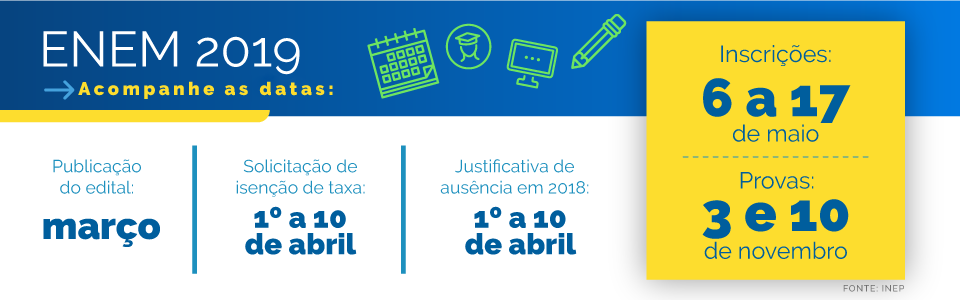 ENEM 2019
Acompanhe as datas:
Publicação
do edital:
março
Solicitação de
isenção de taxa:
1º a 10
de abril
Justificativa de
ausência em 2018:
1º a 10
de abril
Inscrições:
6 a 17
de maio
Provas:
3 e 10
de novembro
FONTE: INEP